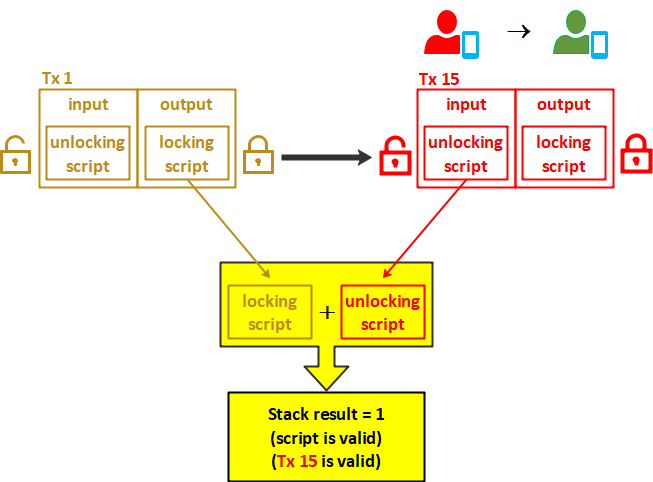 Tx 1
input
output
unlocking
script
locking
script
Tx 15
input
output
unlocking
script
locking
script
locking
script
+
unlocking
script
Stack result = 1
(script is valid)
(Tx 15 is valid)